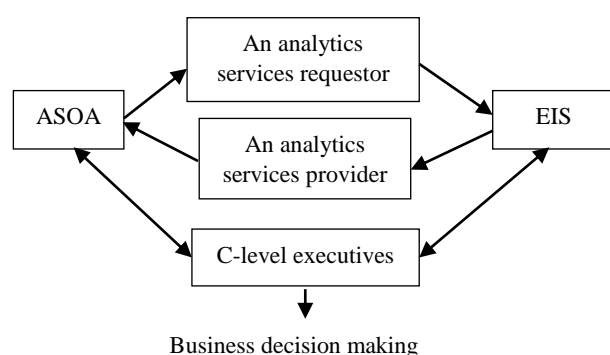 An analytics
services requestor
ASOA
EIS
An analytics
services provider
C-level executives
Business decision making